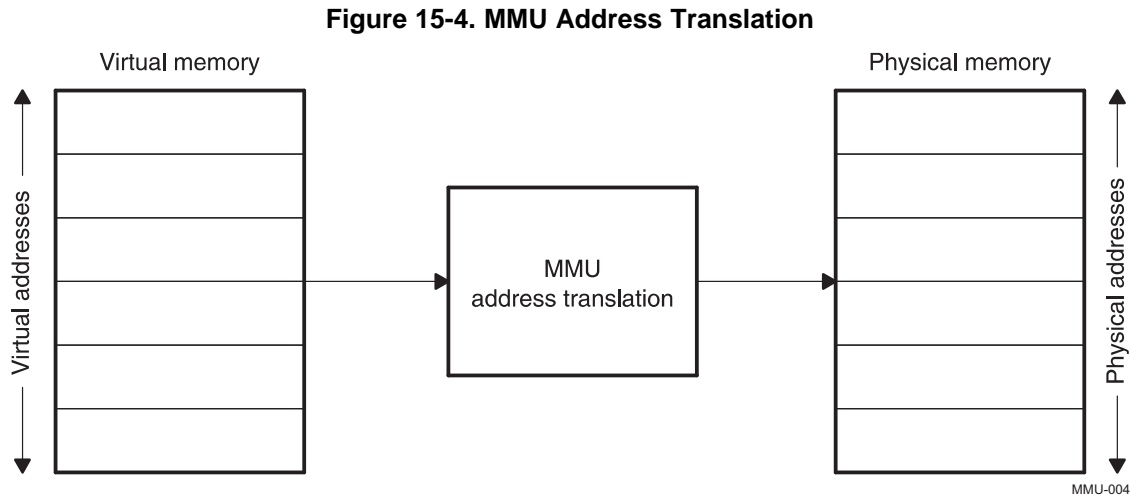 Figure 15-4. MMU Address Translation
Virtual memory
Physical memory
Virtual addresses
MMU
address translation
Physical addresses
MMU-004